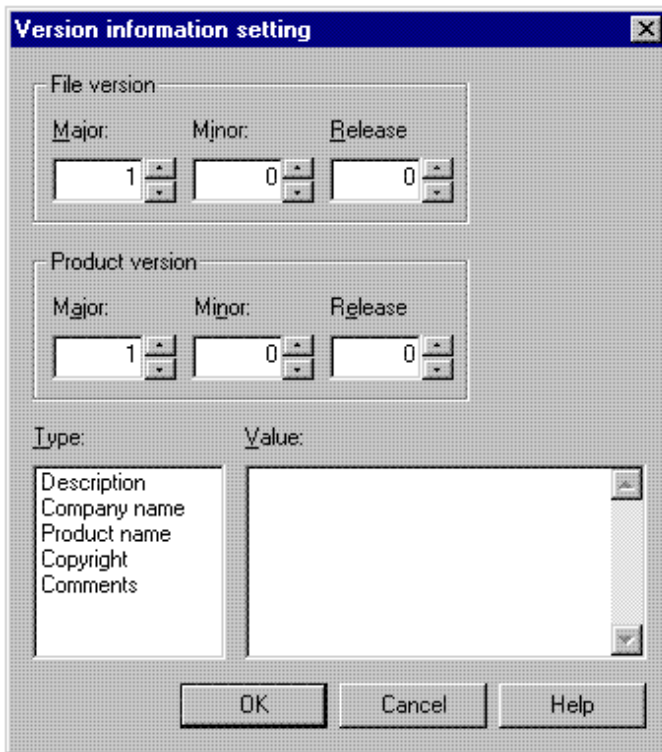 Version information setting
File version
Major: Minor: Release
1 0 0
Product version
Major: Minor: Release
1 0 0
Type: Value:
Description
Company name
Product name
Copyright
Comments
OK Cancel Help